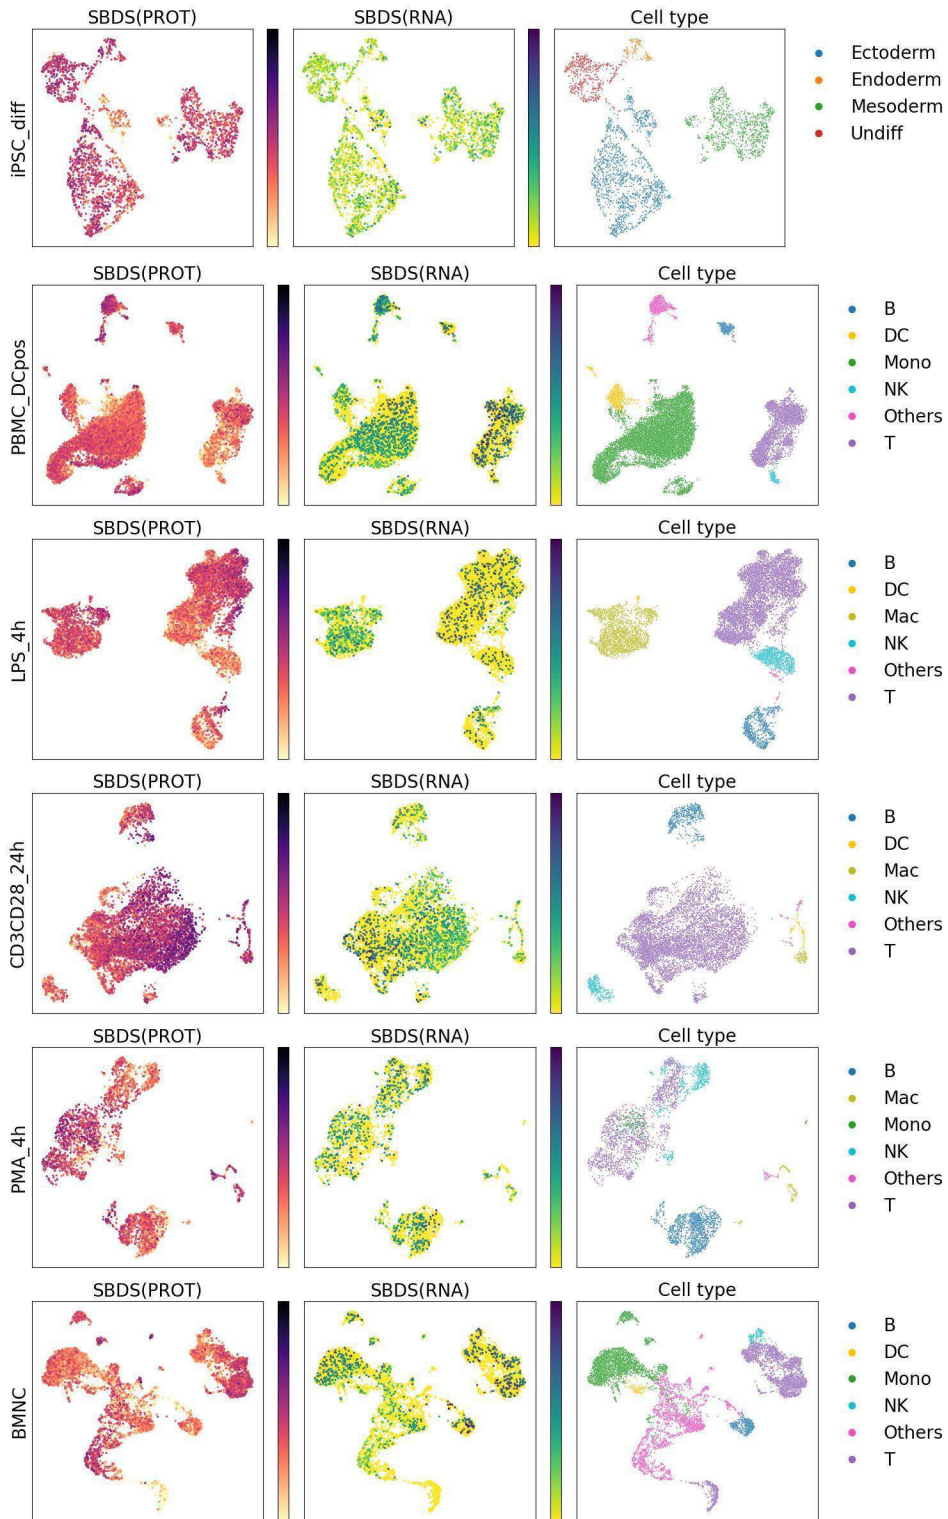 SBDS(PROT) SBDS(RNA) Cell type
iPSC_diff
Ectoderm
Endoderm
Mesoderm
Undiff
SBDS(PROT) SBDS(RNA) Cell type
PBMC_DCpos
B
DC
Mono
NK
Others
T
SBDS(PROT) SBDS(RNA) Cell type
LPS_4h
B
DC
Mac
NK
Others
T
SBDS(PROT) SBDS(RNA) Cell type
CD3CD28_24h
B
DC
Mac
NK
Others
T
SBDS(PROT) SBDS(RNA) Cell type
PMA_4h
B
Mac
Mono
NK
Others
T
SBDS(PROT) SBDS(RNA) Cell type
BMNC
B
DC
Mono
NK
Others
T